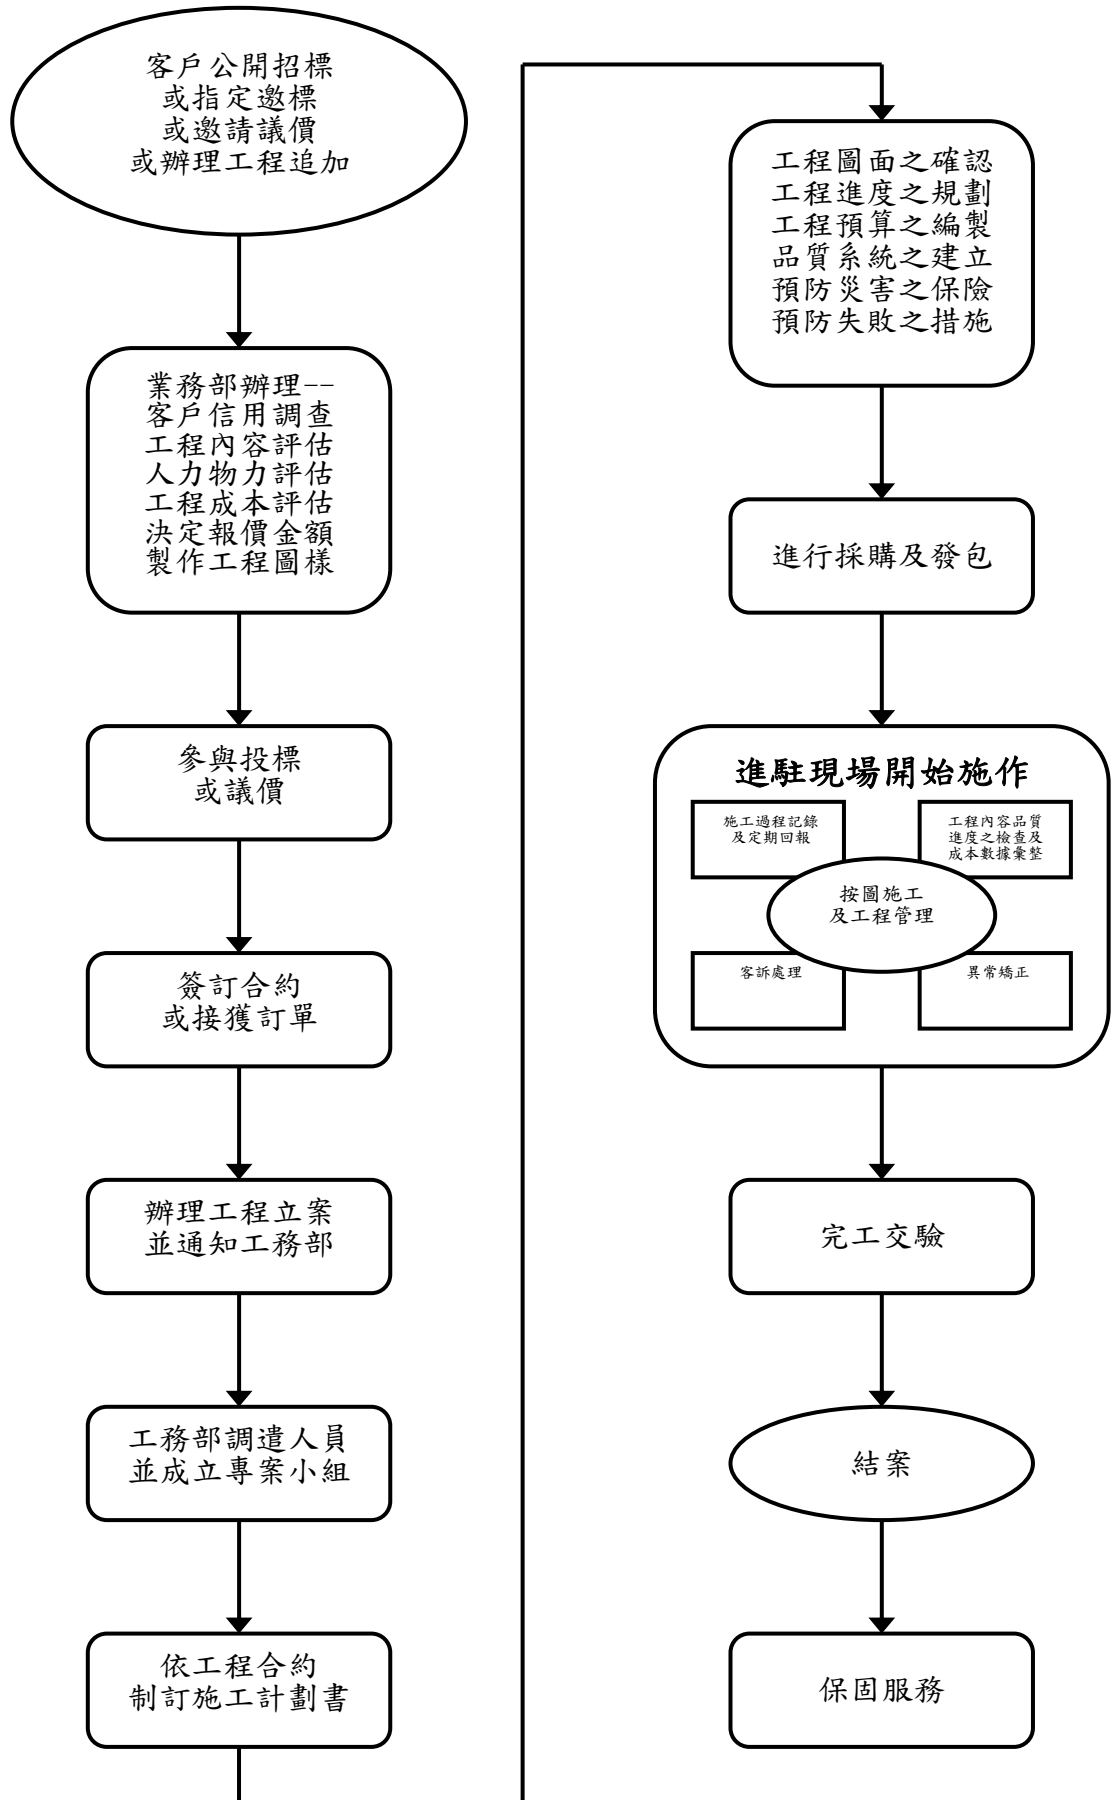 客戶公開招標
或指定邀標
或邀請議價
或辦理工程追加
業務部辦理--
客戶信用調查
工程內容評估
人力物力評估
工程成本評估
決定報價金額
製作工程圖樣
參與投標
或議價
簽訂合約
或接獲訂單
辦理工程立案
並通知工務部
工務部調遣人員
並成立專案小組
依工程合約
制訂施工計劃書
工程圖面之確認
工程進度之規劃
工程預算之編製
品質系統之建立
預防災害之保險
預防失敗之措施
進行採購及發包
進駐現場開始施作
施工過程記錄
及定期回報
工程內容品質
進度之檢查及
成本數據彙整
按圖施工
及工程管理
客訴處理
異常矯正
完工交驗
結案
保固服務